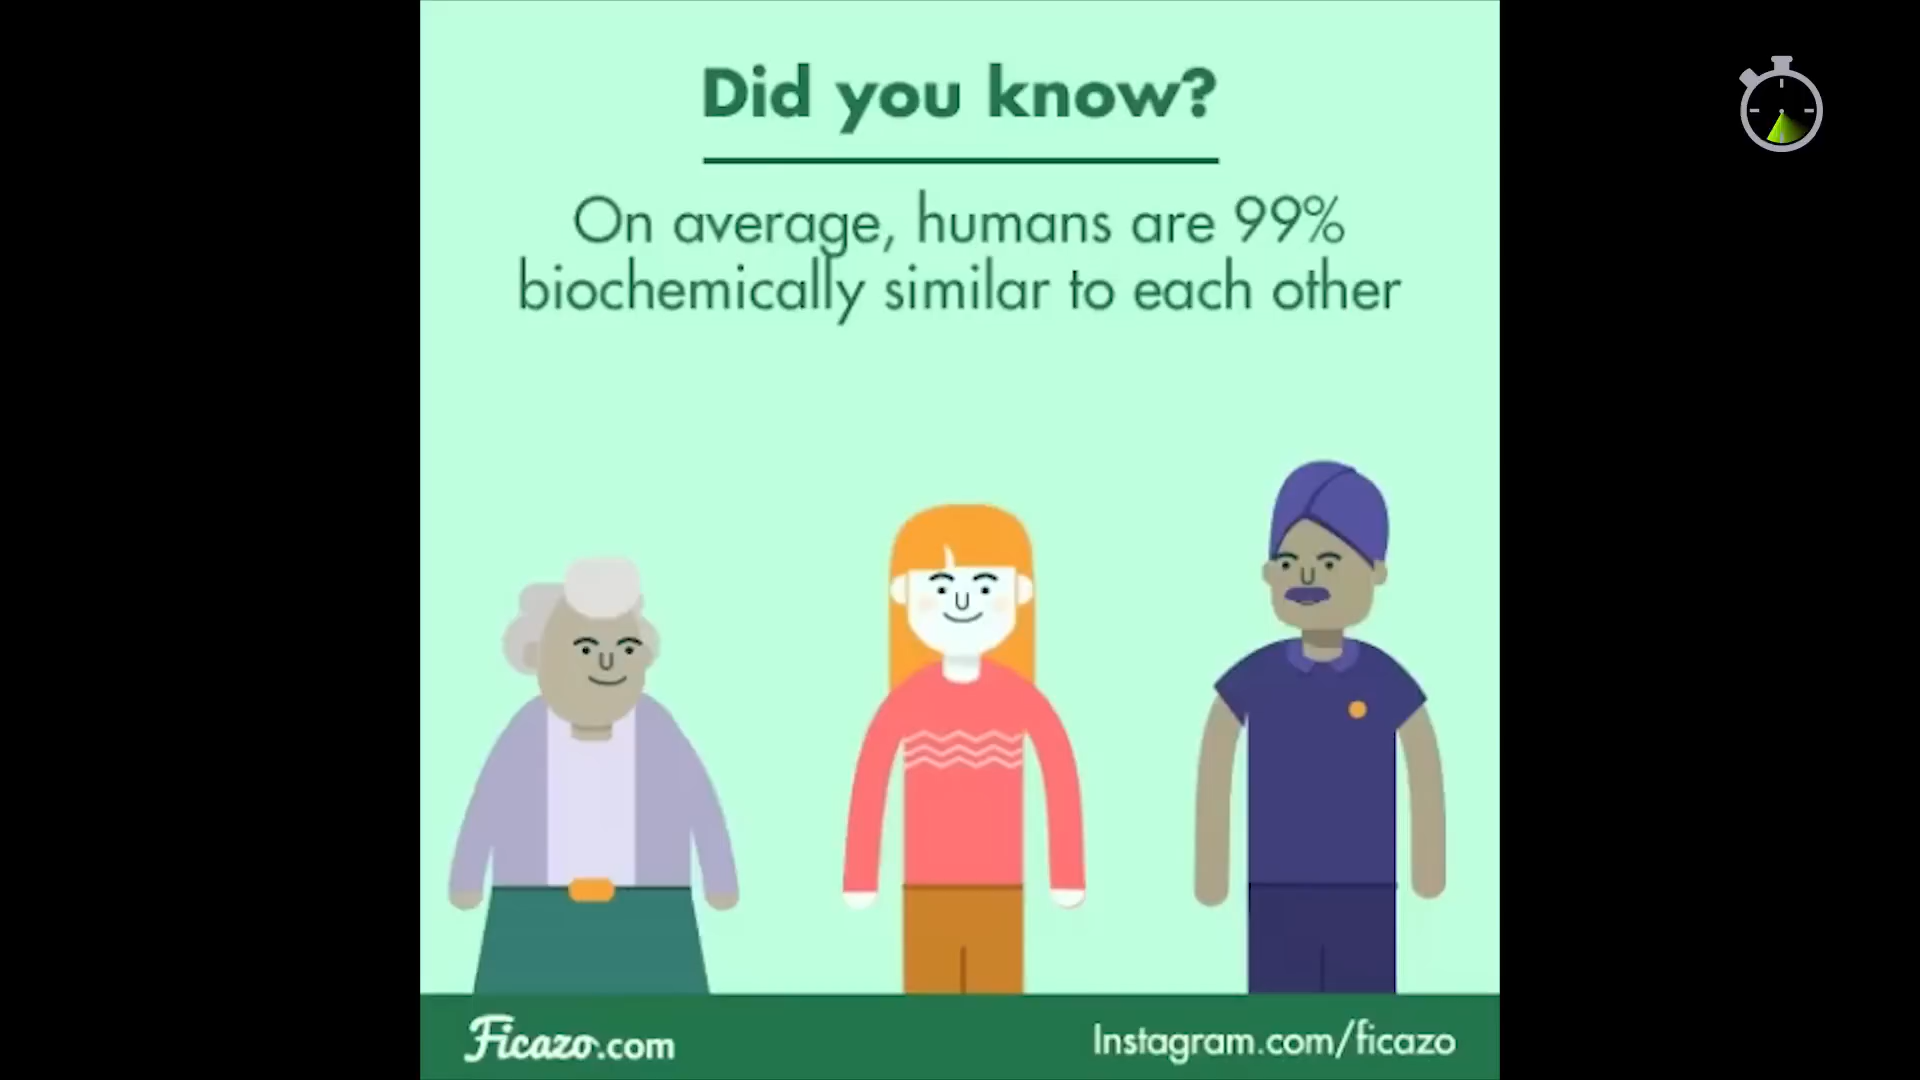 Did you know?
On average, humans are 99%
biochemically similar to each other
Ficazo.com
Instagram.com/ficazo